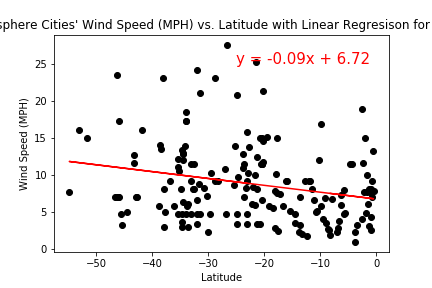 sphere Cities' Wind Speed (MPH) vs. Latitude with Linear Regresison for
y = -0.09x + 6.72
Wind Speed (MPH)
25
20
15
10
5
0
−50 −40 −30 −20 −10 0
Latitude